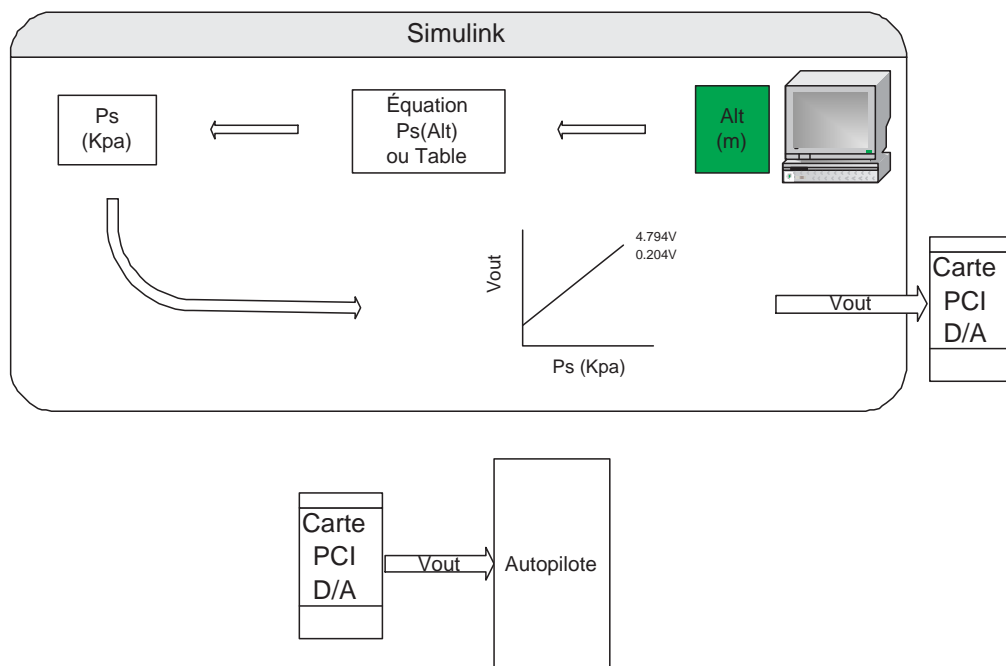 Simulink
Ps
(Kpa)
Équation
Ps(Alt)
ou Table
Alt
(m)
4.794V
0.204V
Vout
Ps (Kpa)
Vout
Carte
PCI
D/A
Carte
PCI
D/A
Vout
Autopilote